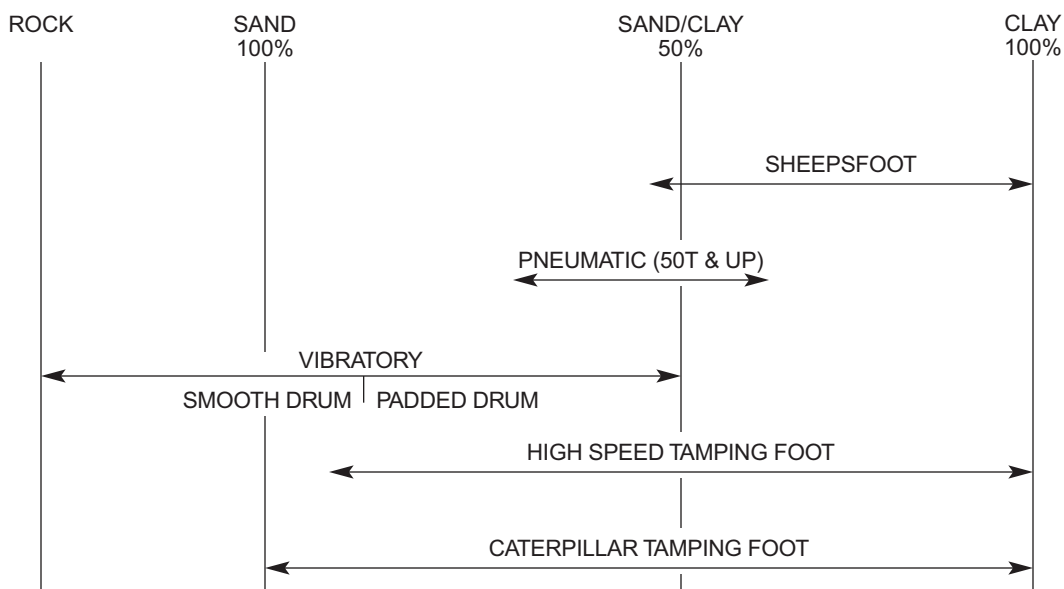 ROCK SAND SAND/CLAY CLAY
100% 50% 100%
SHEEPSFOOT
PNEUMATIC (50T & UP)
VIBRATORY
SMOOTH DRUM PADDED DRUM
HIGH SPEED TAMPING FOOT
CATERPILLAR TAMPING FOOT